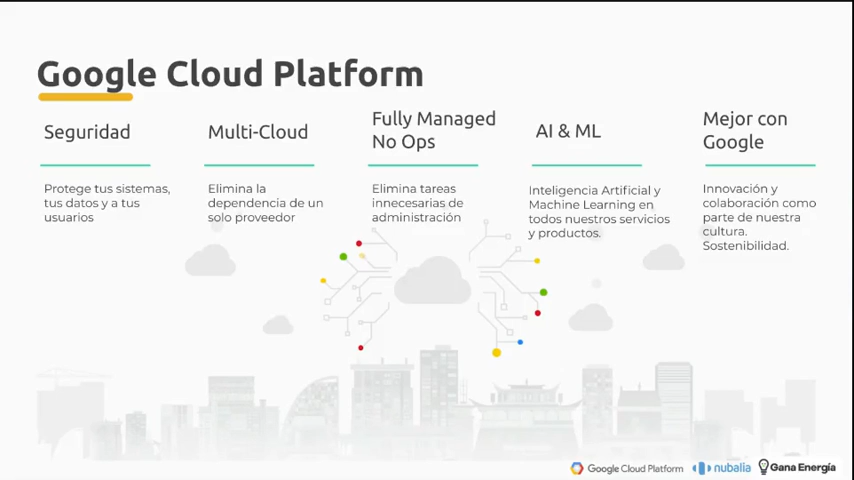 Google Cloud Platform
Seguridad
Protege tus sistemas,
tus datos y a tus
usuarios
Multi-Cloud
Elimina la
dependencia de un
solo proveedor
Fully Managed
No Ops
Elimina tareas
innecesarias de
administración
AI & ML
Inteligencia Artificial y
Machine Learning en
todos nuestros servicios
y productos.
Mejor con
Google
Innovación y
colaboración como
parte de nuestra
cultura.
Sostenibilidad.
Google Cloud Platform
nubalia
Gana Energía